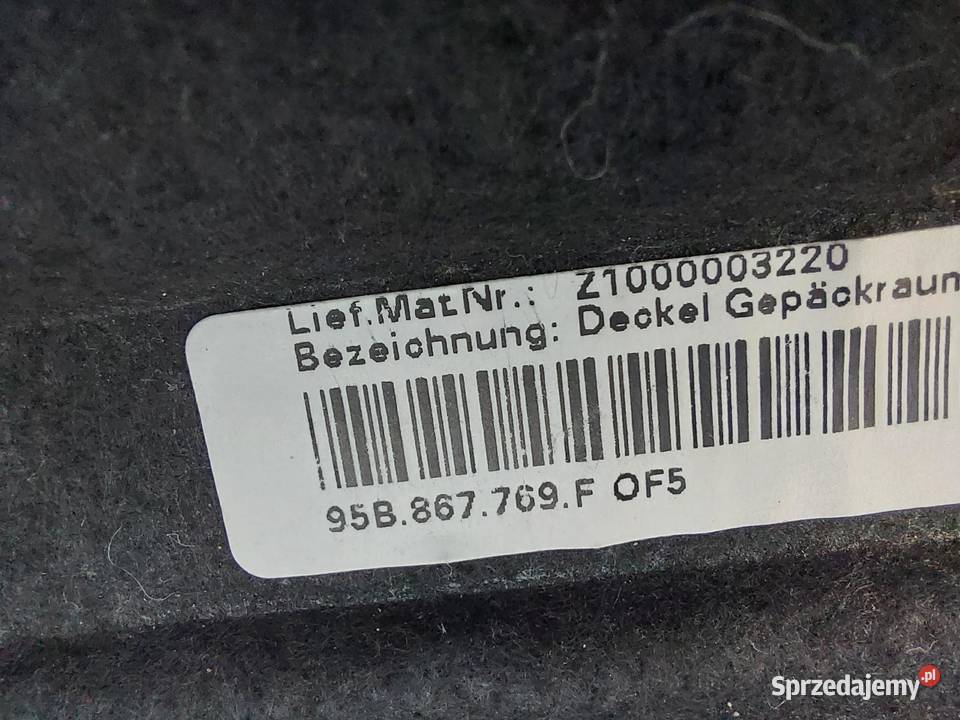 Lief.Mat.Nr.: Z1000003220
Bezeichnung: Deckel Gepäckraum
95B.867.769.F OF5
Sprzedajemy.pl